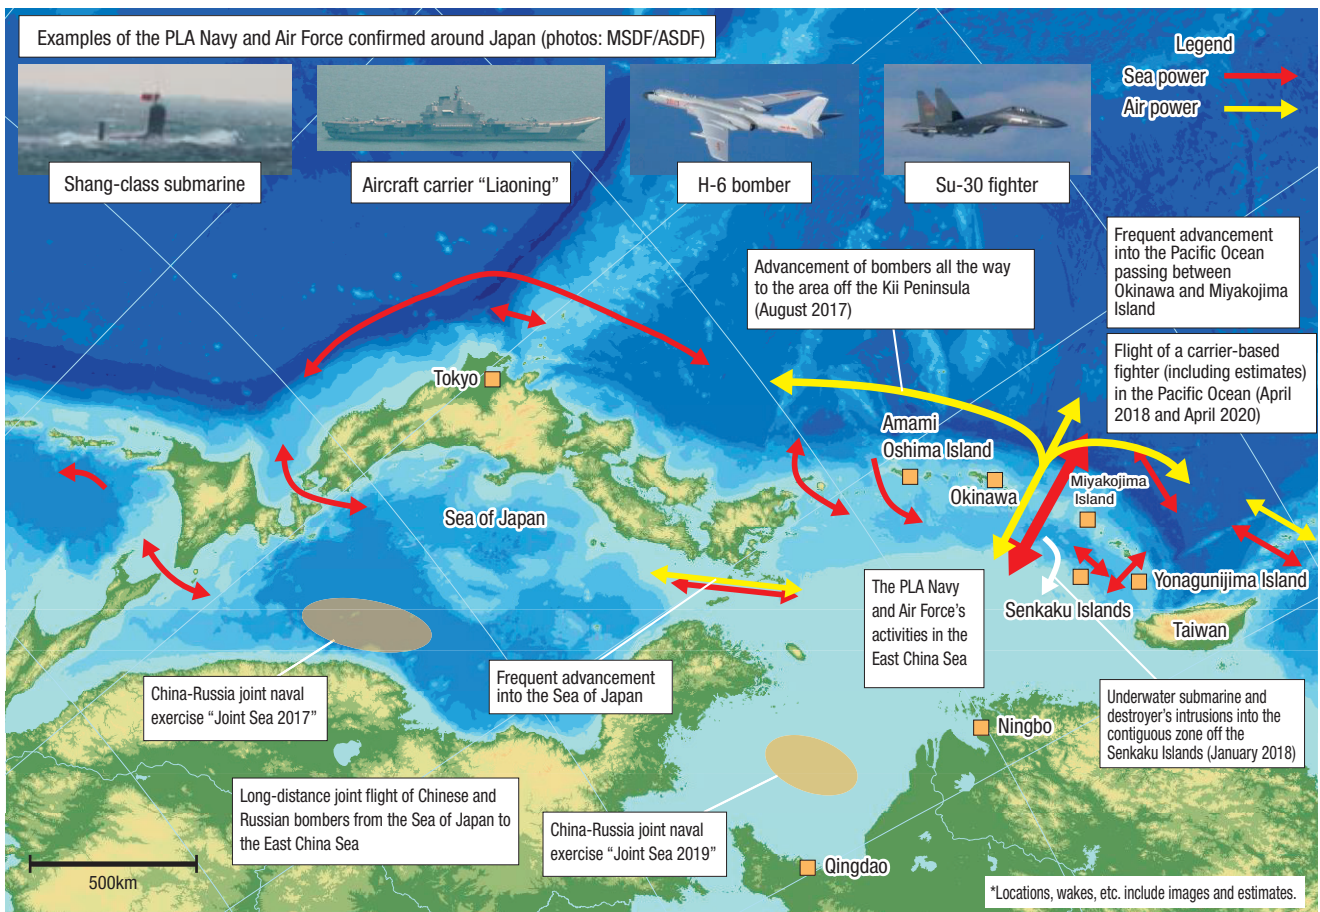 Examples of the PLA Navy and Air Force confirmed around Japan (photos: MSDF/ASDF)
Legend
Sea power
Air power
Shang-class submarine
Aircraft carrier “Liaoning”
H-6 bomber
Su-30 fighter
Frequent advancement
into the Pacific Ocean
passing between
Okinawa and Miyakojima
Island
Advancement of bombers all the way
to the area off the Kii Peninsula
(August 2017)
Flight of a carrier-based
fighter (including estimates)
in the Pacific Ocean (April
2018 and April 2020)
Tokyo
Amami
Oshima Island
Okinawa
Miyakojima
Island
Sea of Japan
Senkaku Islands
Yonagunijima Island
Taiwan
The PLA Navy
and Air Force’s
activities in the
East China Sea
Frequent advancement
into the Sea of Japan
China-Russia joint naval
exercise “Joint Sea 2017”
Underwater submarine and
destroyer’s intrusions into the
contiguous zone off the
Senkaku Islands (January 2018)
Ningbo
Long-distance joint flight of Chinese and
Russian bombers from the Sea of Japan to
the East China Sea
China-Russia joint naval
exercise “Joint Sea 2019”
Qingdao
500km
*Locations, wakes, etc. include images and estimates.